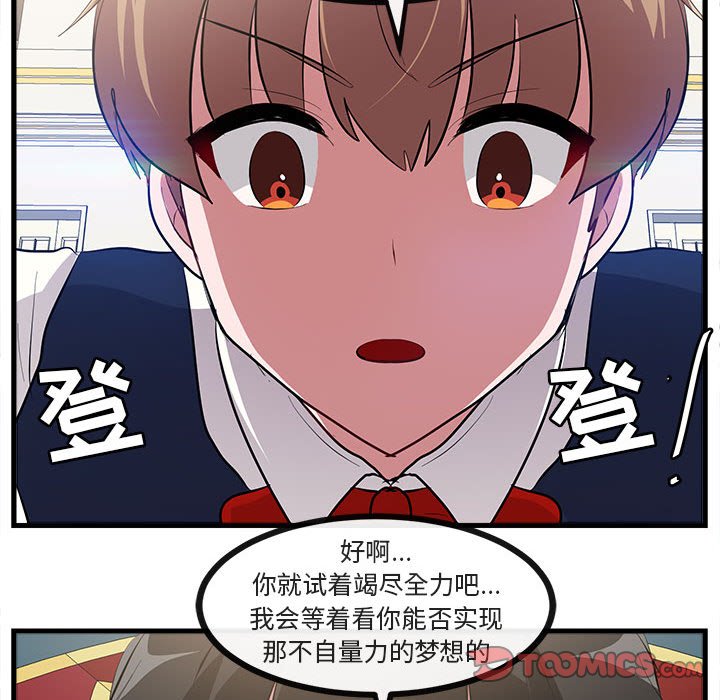 登 登!
好啊...
你就试着竭尽全力吧...
我会等着看你能否实现
那不自量力的梦想的
TOOMICS.com